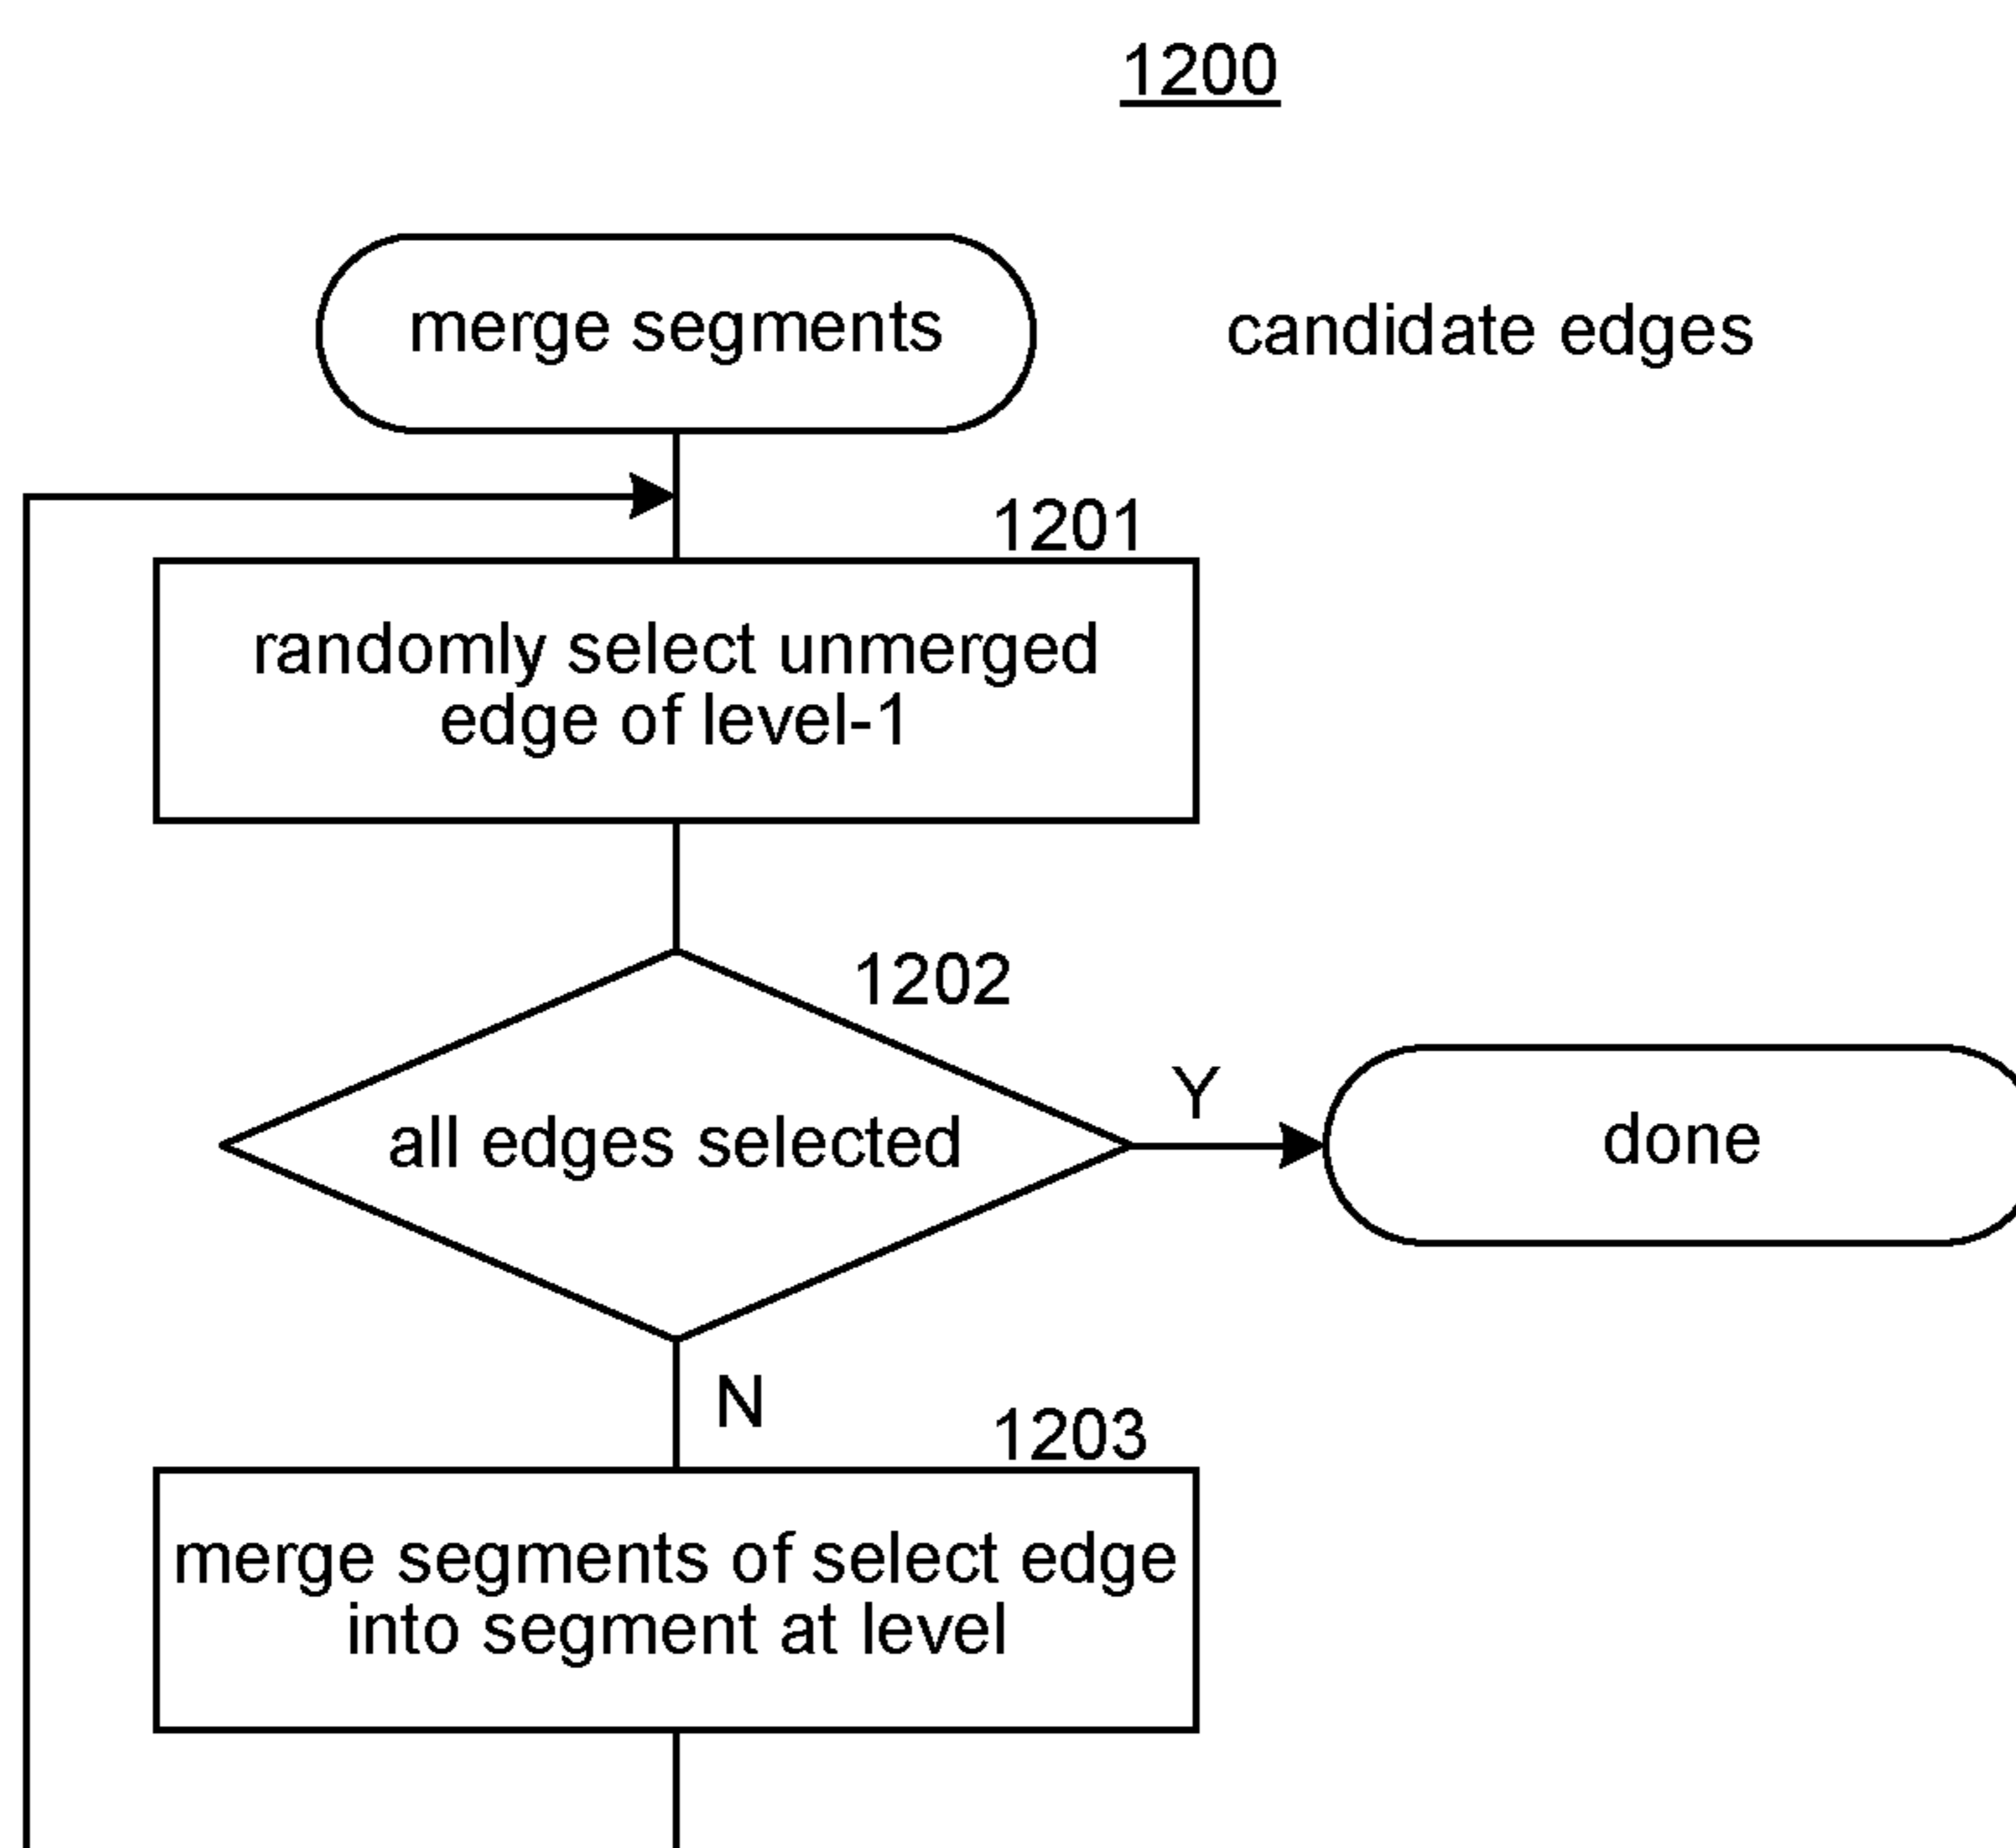 1200
merge segments
candidate edges
1201
randomly select unmerged
edge of level-1
1202
all edges selected
Y
done
N
1203
merge segments of select edge
into segment at level